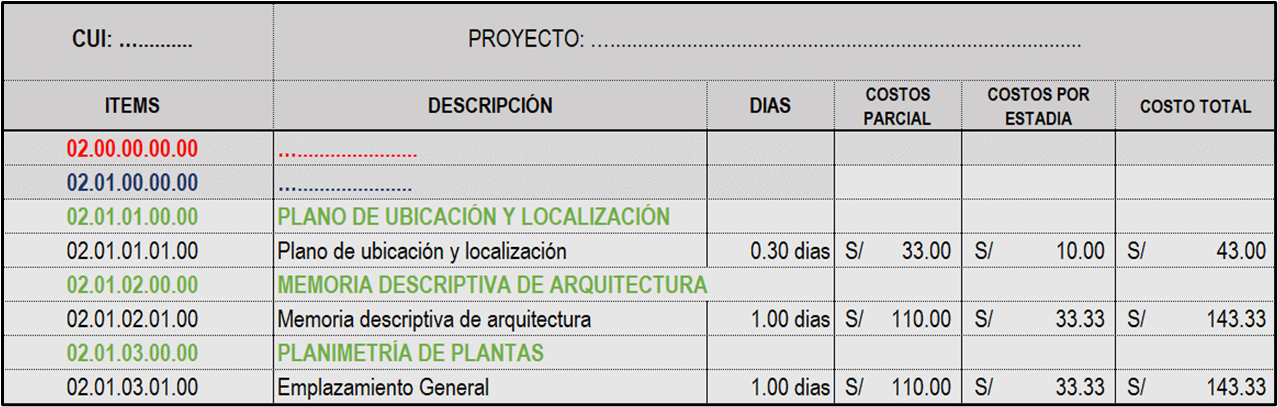 CUI: ….......... PROYECTO: ….....................................................................................
ITEMS DESCRIPCIÓN DIAS COSTOS PARCIAL COSTOS POR ESTADIA COSTO TOTAL
02.00.00.00.00 ….......................
02.01.00.00.00 ….....................
02.01.01.00.00 PLANO DE UBICACIÓN Y LOCALIZACIÓN
02.01.01.01.00 Plano de ubicación y localización 0.30 dias S/ 33.00 S/ 10.00 S/ 43.00
02.01.02.00.00 MEMORIA DESCRIPTIVA DE ARQUITECTURA
02.01.02.01.00 Memoria descriptiva de arquitectura 1.00 dias S/ 110.00 S/ 33.33 S/ 143.33
02.01.03.00.00 PLANIMETRÍA DE PLANTAS
02.01.03.01.00 Emplazamiento General 1.00 dias S/ 110.00 S/ 33.33 S/ 143.33